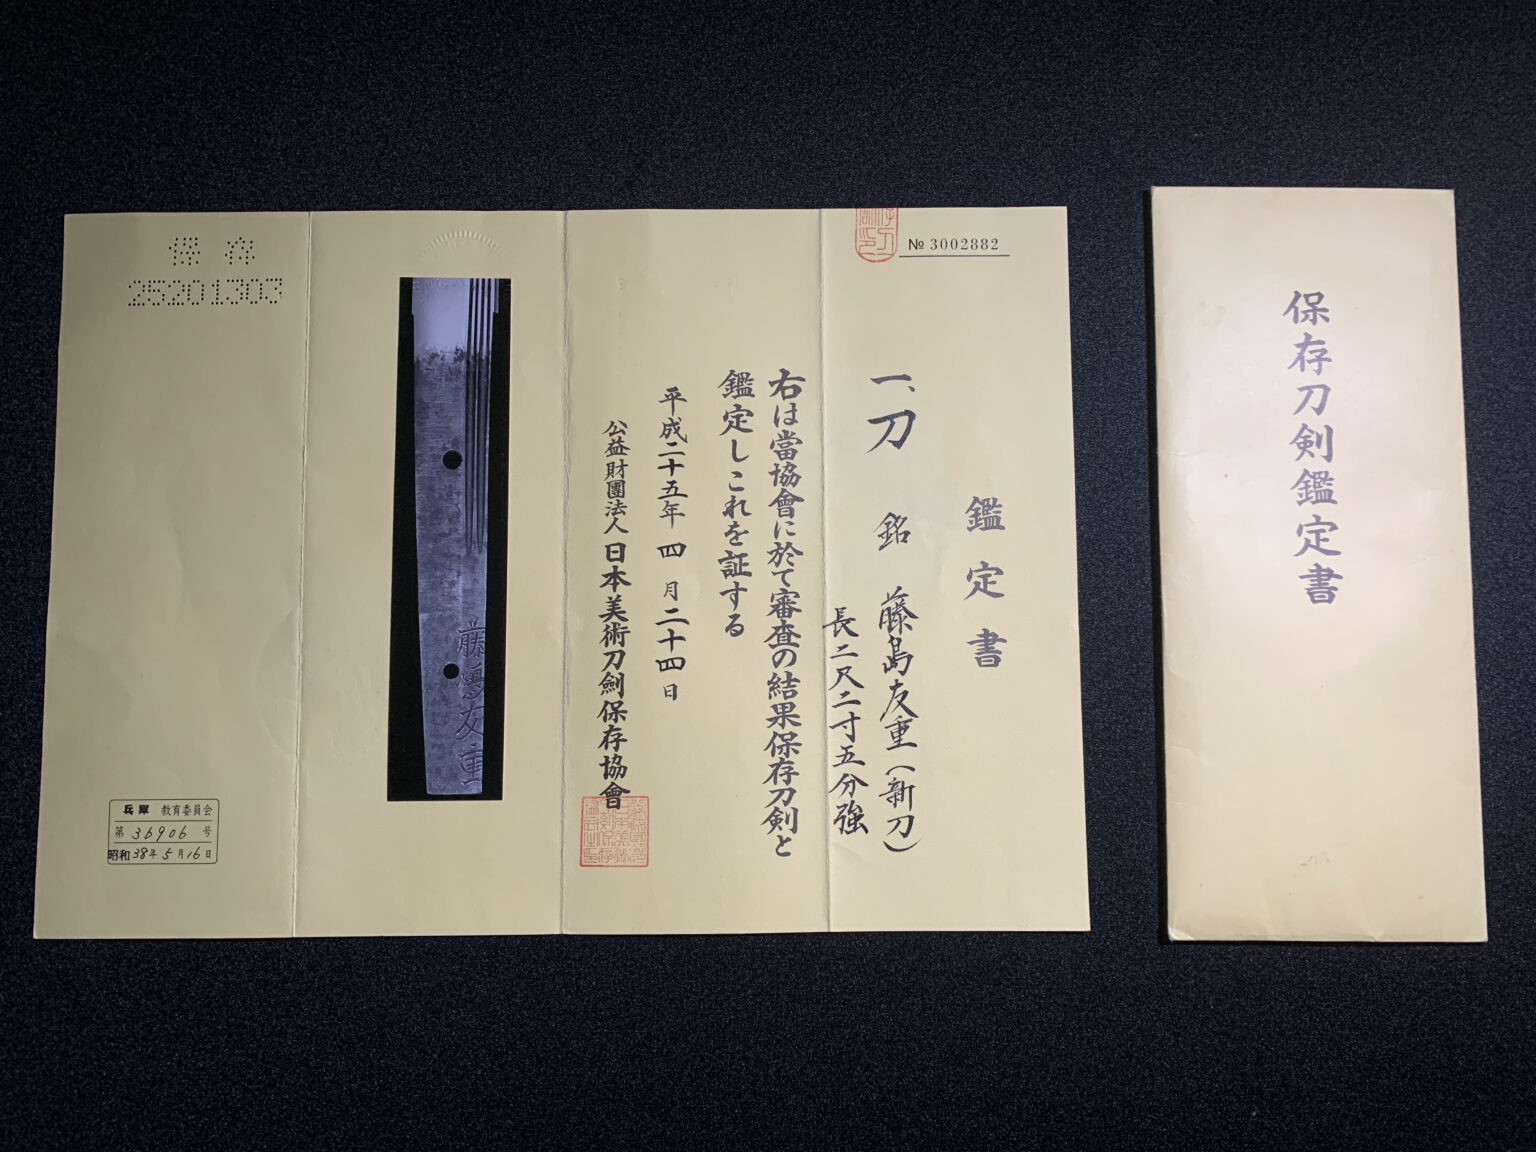 № 3002882
鑑定書
一、刀 銘 藤島友重(新刀)
長二尺二寸五分強
右は當協會に於て審査の結果保存刀剣と
鑑定しこれを証する
平成二十五年四月二十四日
公益財團法人日本美術刀劍保存協會
藤嶋友重
保存
25201303
兵庫 教育委員会
第36906号
昭和38年5月16日
保存刀剣鑑定書